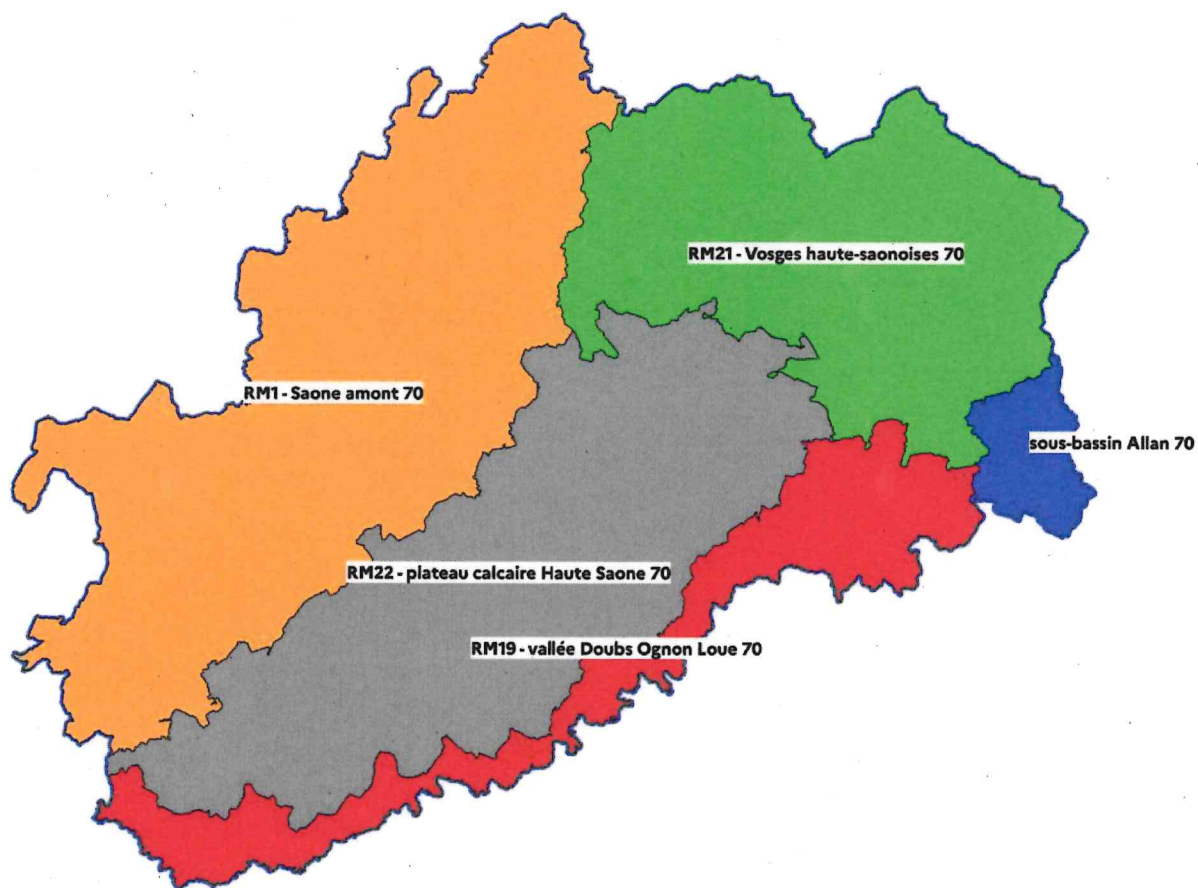 RM21 - Vosges haute-saonoises 70
RM1 - Saone amont 70
sous-bassin Allan 70
RM22 - plateau calcaire Haute Saone 70
RM19 - vallée Doubs Ognon Loue 70